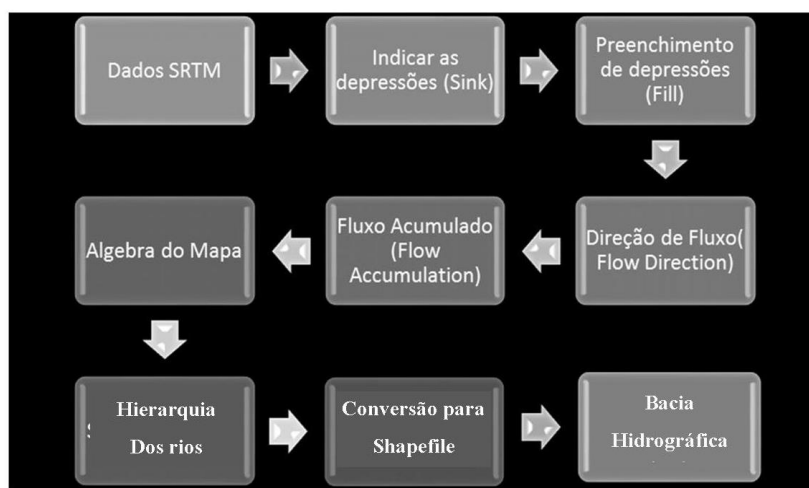 Dados SRTM
Indicar as
depressões (Sink)
Preenchimento
de depressões
(Fill)
Direção de Fluxo(
Flow Direction)
Fluxo Acumulado
(Flow
Accumulation)
Algebra do Mapa
Hierarquia
Dos rios
Conversão para
Shapefile
Bacia
Hidrográfica